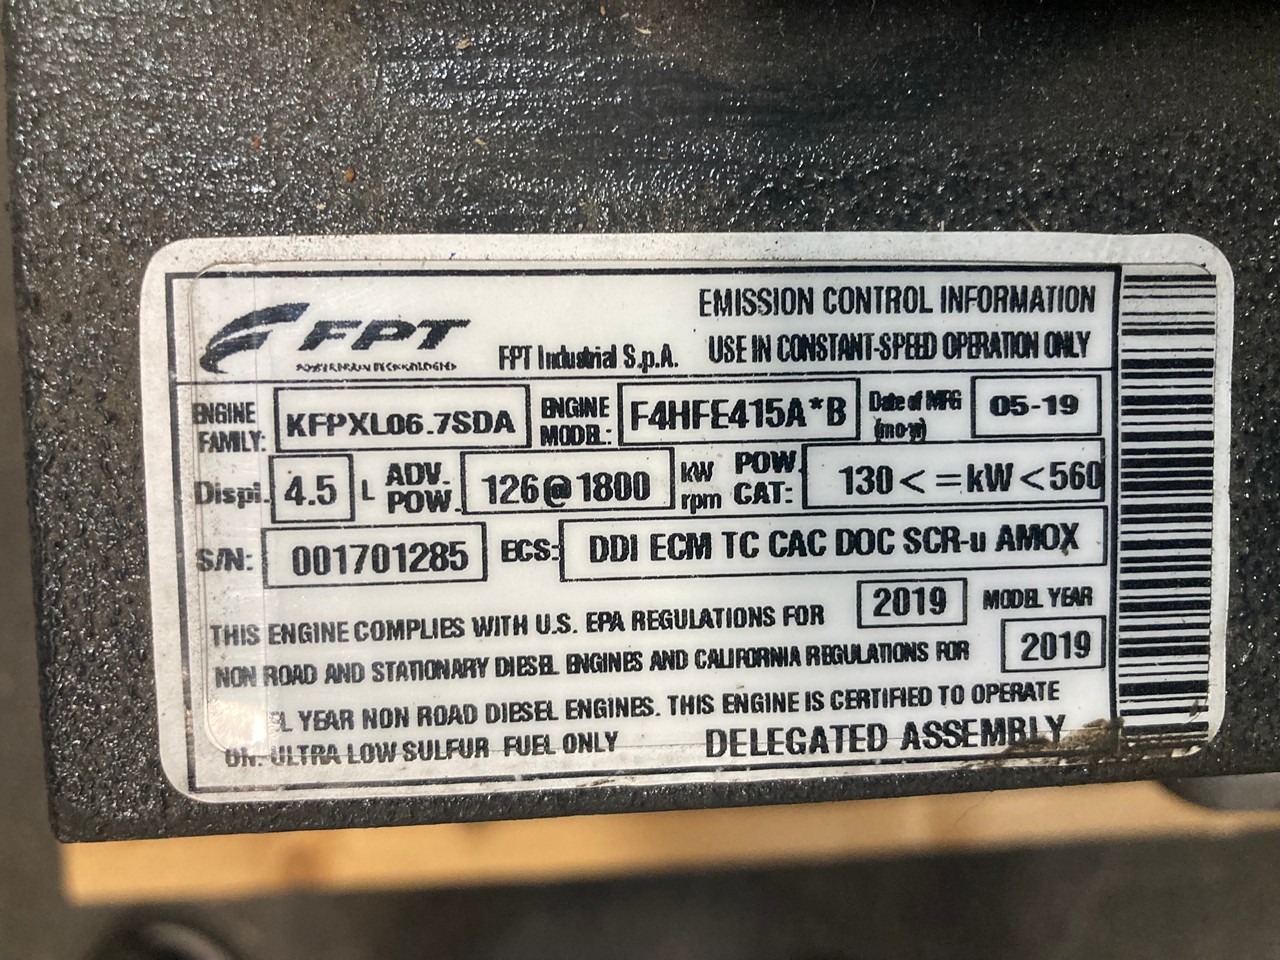 EMISSION CONTROL INFORMATION
FPT
FPT Industrial S.p.A. USE IN CONSTANT-SPEED OPERATION ONLY
ENGINE FAMILY: KFPXL06.7SDA ENGINE MODEL: F4HFE415A*B Date of MFG (mo-yr) 05-19
Displ. 4.5 L ADV. POW. 126@1800 kW rpm POW. CAT: 130<=kW<560
S/N: 001701285 ECS: DDI ECM TC CAC DOC SCR-u AMOX
THIS ENGINE COMPLIES WITH U.S. EPA REGULATIONS FOR 2019 MODEL YEAR
NON ROAD AND STATIONARY DIESEL ENGINES AND CALIFORNIA REGULATIONS FOR 2019
YEAR NON ROAD DIESEL ENGINES. THIS ENGINE IS CERTIFIED TO OPERATE
ON ULTRA LOW SULFUR FUEL ONLY DELEGATED ASSEMBLY